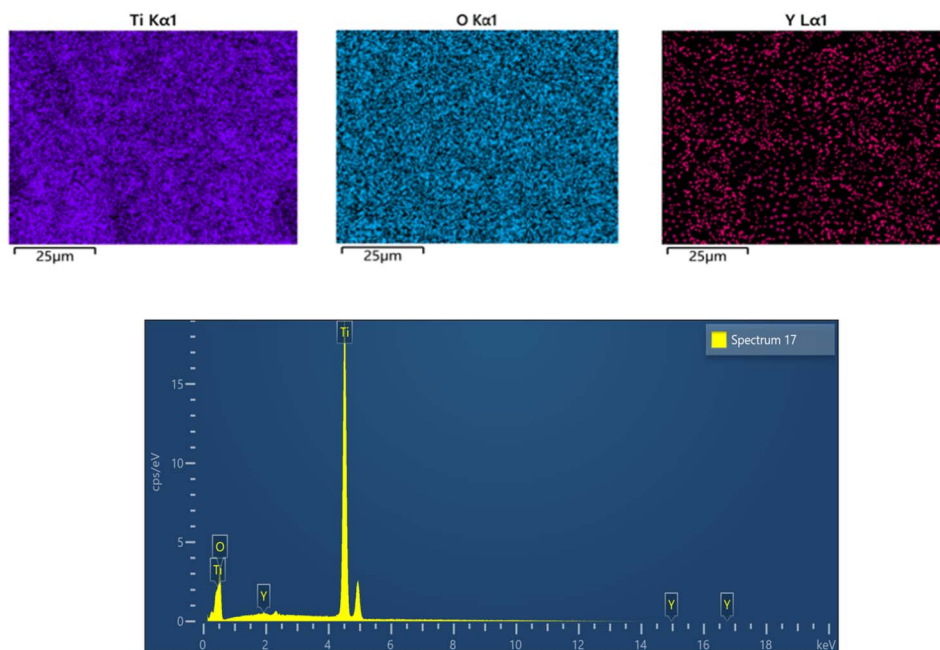 Ti Kα1
O Kα1
Y Lα1
25μm
25μm
25μm
Spectrum 17
cps/eV
15
10
5
0
Ti
O
Ti
Y
Y
Y
0
2
4
6
8
10
12
14
16
18
keV